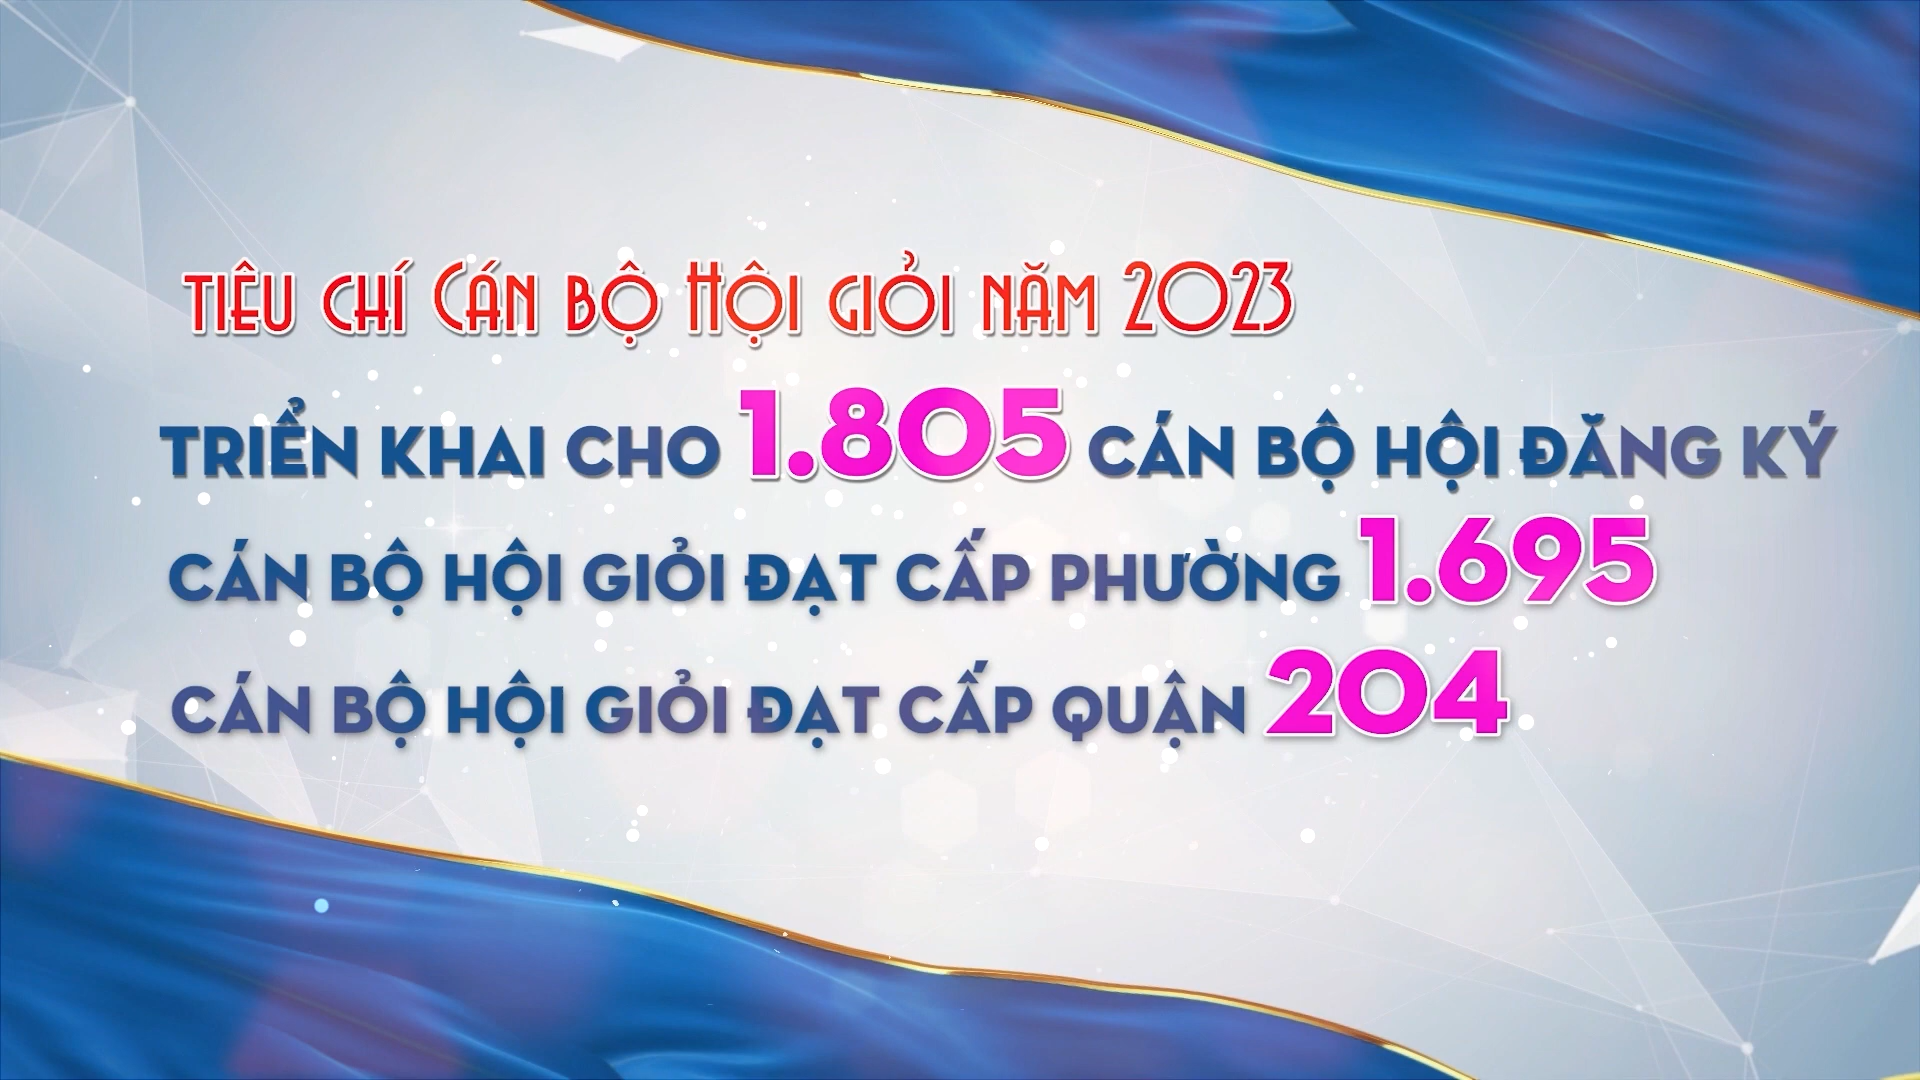 TIÊU CHÍ CÁN BỘ HỘI GIỎI NĂM 2023
TRIỂN KHAI CHO 1.805 CÁN BỘ HỘI ĐĂNG KÝ
CÁN BỘ HỘI GIỎI ĐẠT CẤP PHƯỜNG 1.695
CÁN BỘ HỘI GIỎI ĐẠT CẤP QUẬN 204